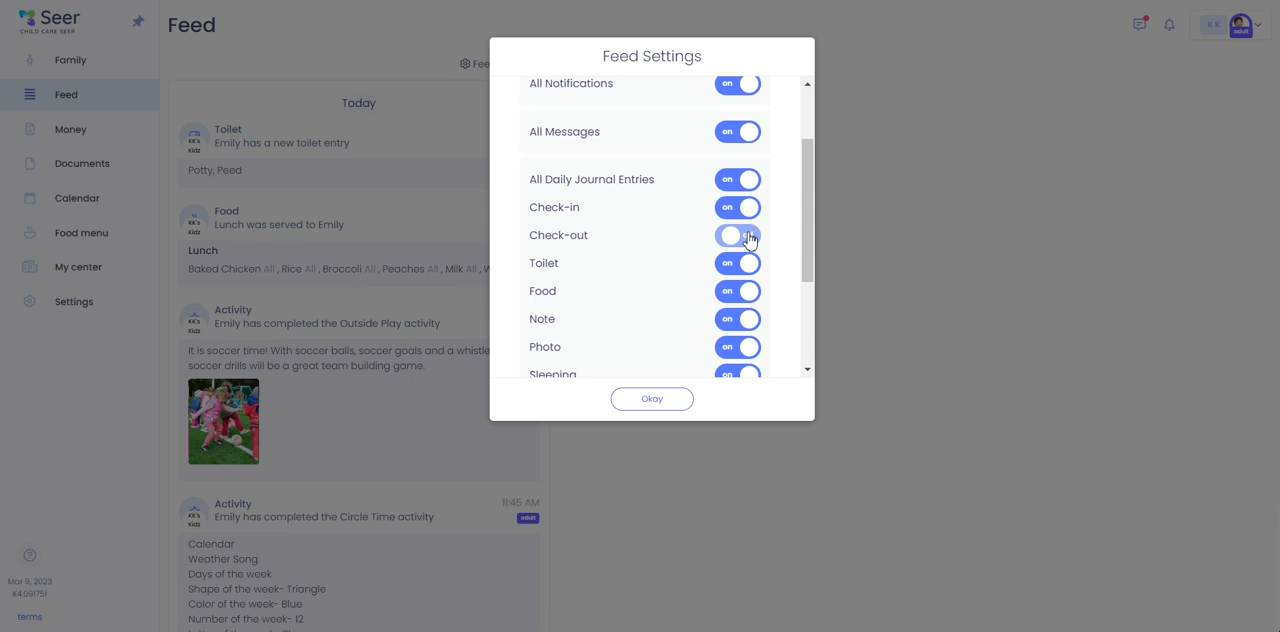 Seer
CHILD CARE SEER
Feed
K K
adult
Family
Feed
Money
Documents
Calendar
Food menu
My center
Settings
Mar 9, 2023
K4.09175f
terms
Today
Toilet
Emily has a new toilet entry
KK's
Kidz
Potty, Peed
Food
Lunch was served to Emily
KK's
Kidz
Lunch
Baked Chicken All , Rice All , Broccoli All , Peaches All , Milk All ,
Activity
Emily has completed the Outside Play activity
KK's
Kidz
It is soccer time! With soccer balls, soccer goals and a whistle
soccer drills will be a great team building game.
Activity
11:45 AM
Emily has completed the Circle Time activity
adult
KK's
Kidz
Calendar
Weather Song
Days of the week
Shape of the week- Triangle
Color of the week- Blue
Number of the week- 12
Feed Settings
All Notifications on
All Messages on
All Daily Journal Entries on
Check-in on
Check-out
Toilet on
Food on
Note on
Photo on
Sleeping on
Okay